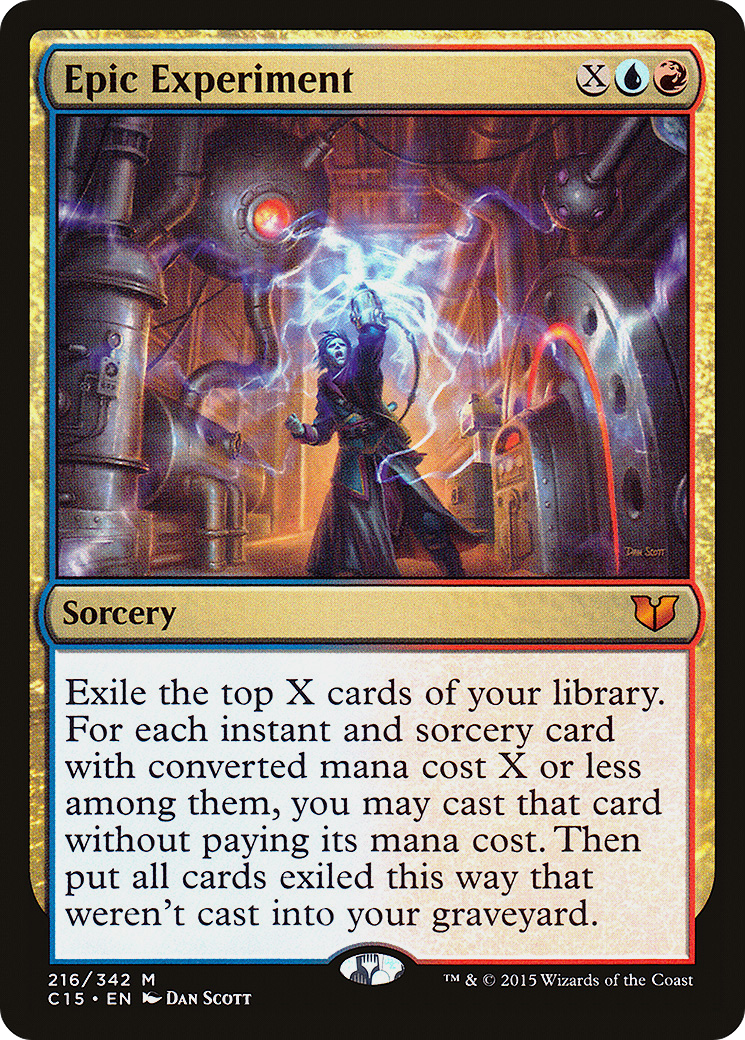 Epic Experiment X
DAN SCOTT
Sorcery
Exile the top X cards of your library.
For each instant and sorcery card
with converted mana cost X or less
among them, you may cast that card
without paying its mana cost. Then
put all cards exiled this way that
weren't cast into your graveyard.
216/342 M
C15 • EN DAN SCOTT
™ & © 2015 Wizards of the Coast